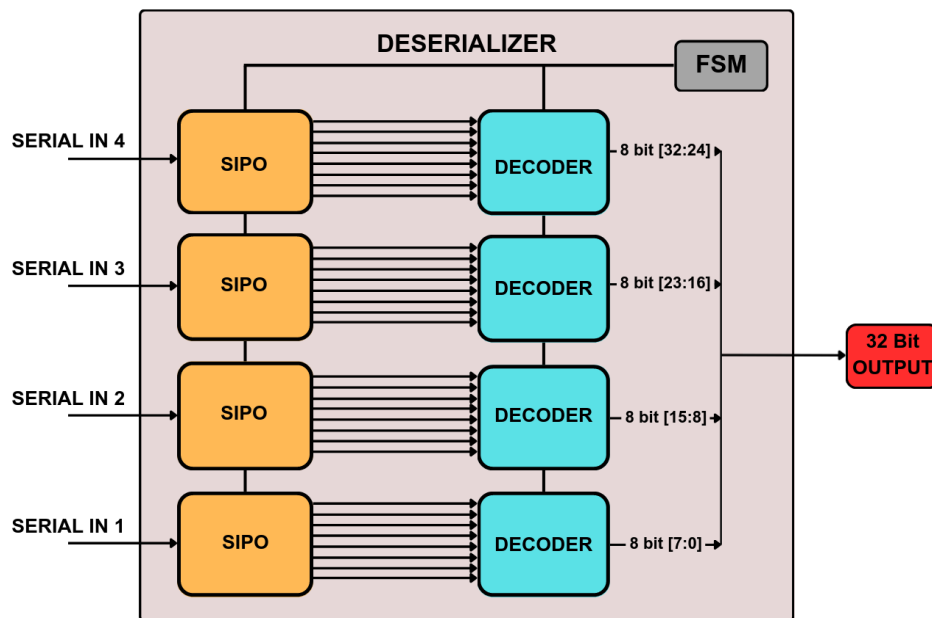 DESERIALIZER
FSM
SERIAL IN 4
SIPO
DECODER
8 bit [32:24]
SERIAL IN 3
SIPO
DECODER
8 bit [23:16]
32 Bit
OUTPUT
SERIAL IN 2
SIPO
DECODER
8 bit [15:8]
SERIAL IN 1
SIPO
DECODER
8 bit [7:0]